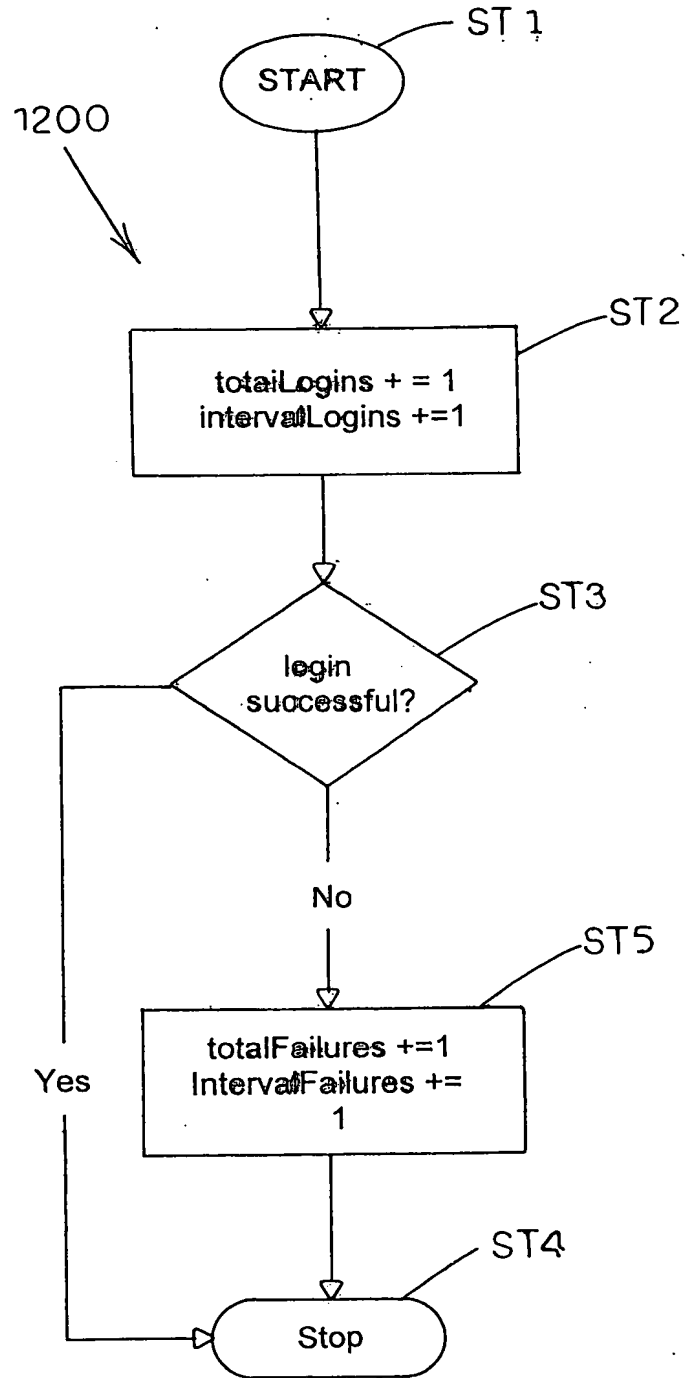 ST 1
START
1200
ST2
totalLogins + = 1
intervalLogins +=1
ST3
login
successful?
No
ST5
totalFailures +=1
IntervalFailures +=
1
Yes
ST4
Stop